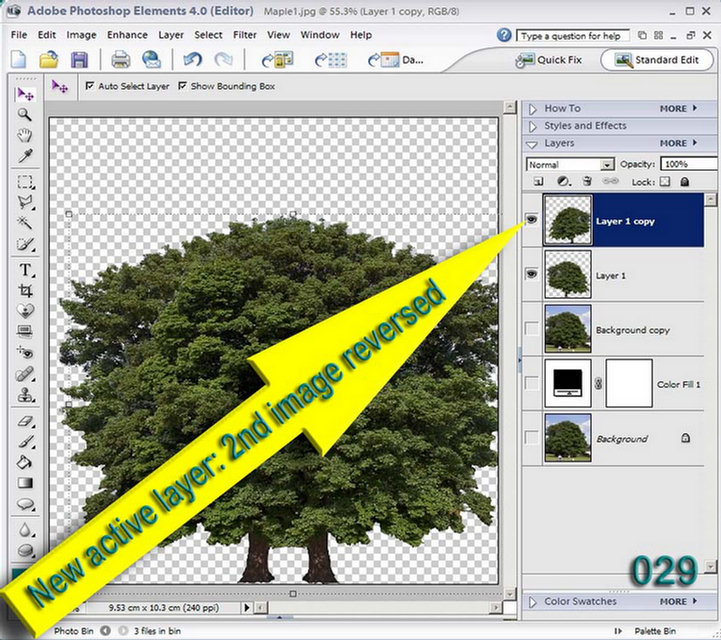 Adobe Photoshop Elements 4.0 (Editor) Maple1.jpg @ 55.3% (Layer 1 copy, RGB/8)
File Edit Image Enhance Layer Select Filter View Window Help
Type a question for help
Da...
Quick Fix
Standard Edit
Auto Select Layer
Show Bounding Box
How To MORE
Styles and Effects
Layers MORE
Normal Opacity: 100%
Lock:
Layer 1 copy
Layer 1
Background copy
Color Fill 1
Background
New active layer: 2nd image reversed
029
% 9.53 cm x 10.3 cm (240 ppi)
Color Swatches MORE
Photo Bin 3 files in bin
Palette Bin